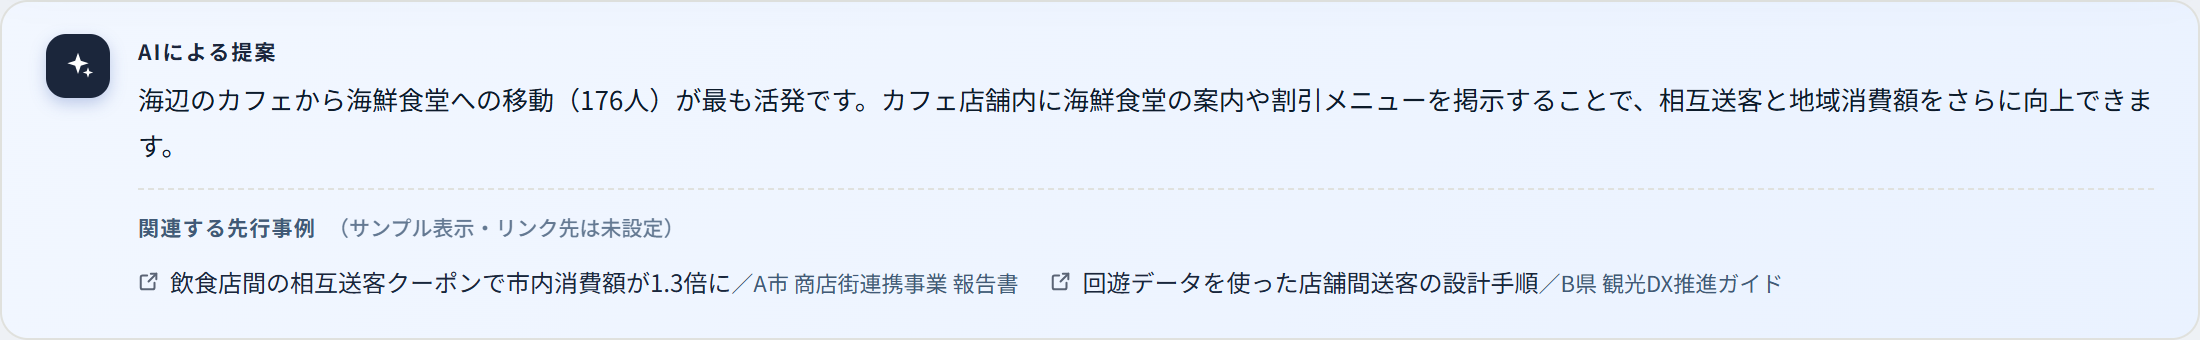 AIによる提案
海辺のカフェから海鮮食堂への移動（176人）が最も活発です。カフェ店舗内に海鮮食堂の案内や割引メニューを掲示することで、相互送客と地域消費額をさらに向上できま
す。
関連する先行事例 （サンプル表示・リンク先は未設定）
飲食店間の相互送客クーポンで市内消費額が1.3倍に／A市 商店街連携事業 報告書 回遊データを使った店舗間送客の設計手順／B県 観光DX推進ガイド